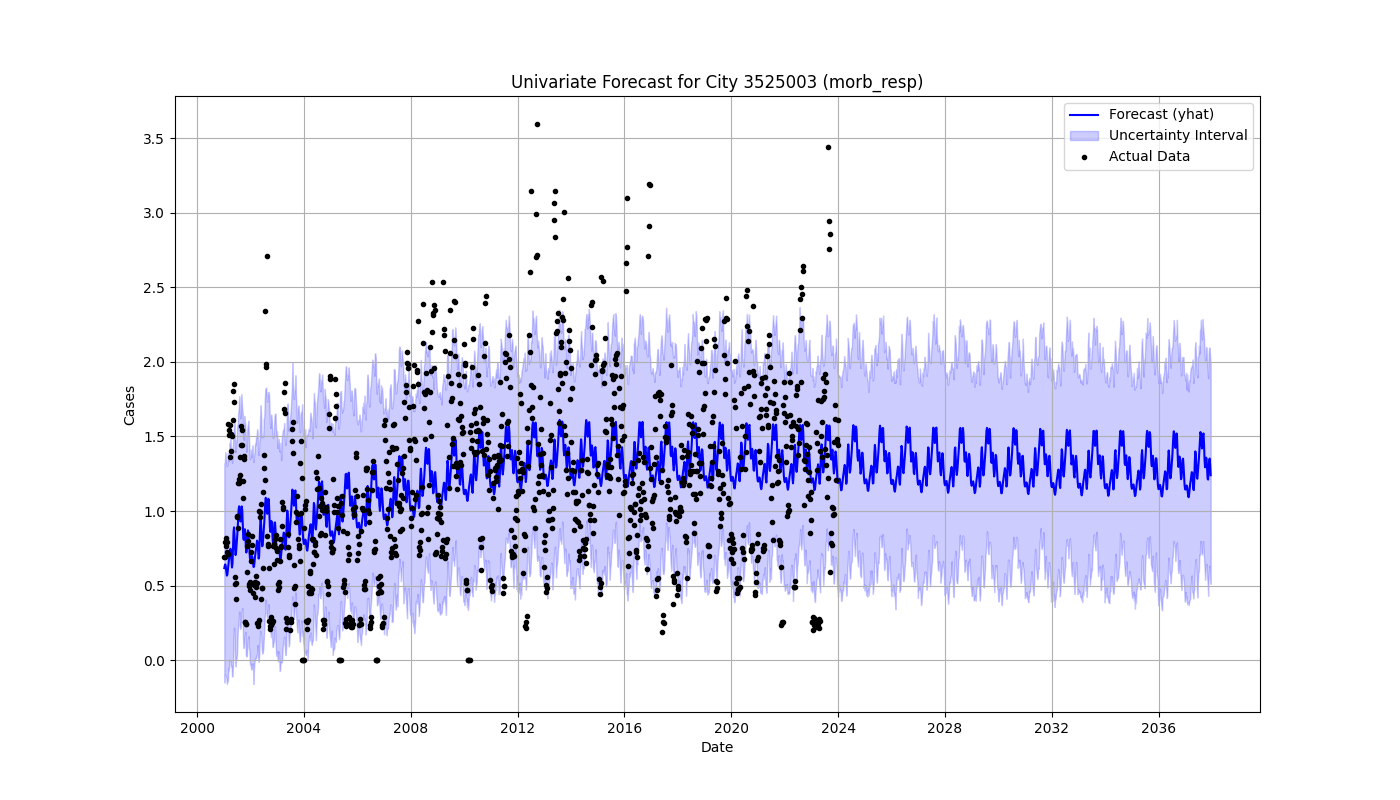 Univariate Forecast for City 3525003 (morb_resp)
Forecast (yhat)
Uncertainty Interval
Actual Data
Cases
3.5
3.0
2.5
2.0
1.5
1.0
0.5
0.0
2000 2004 2008 2012 2016 2020 2024 2028 2032 2036
Date